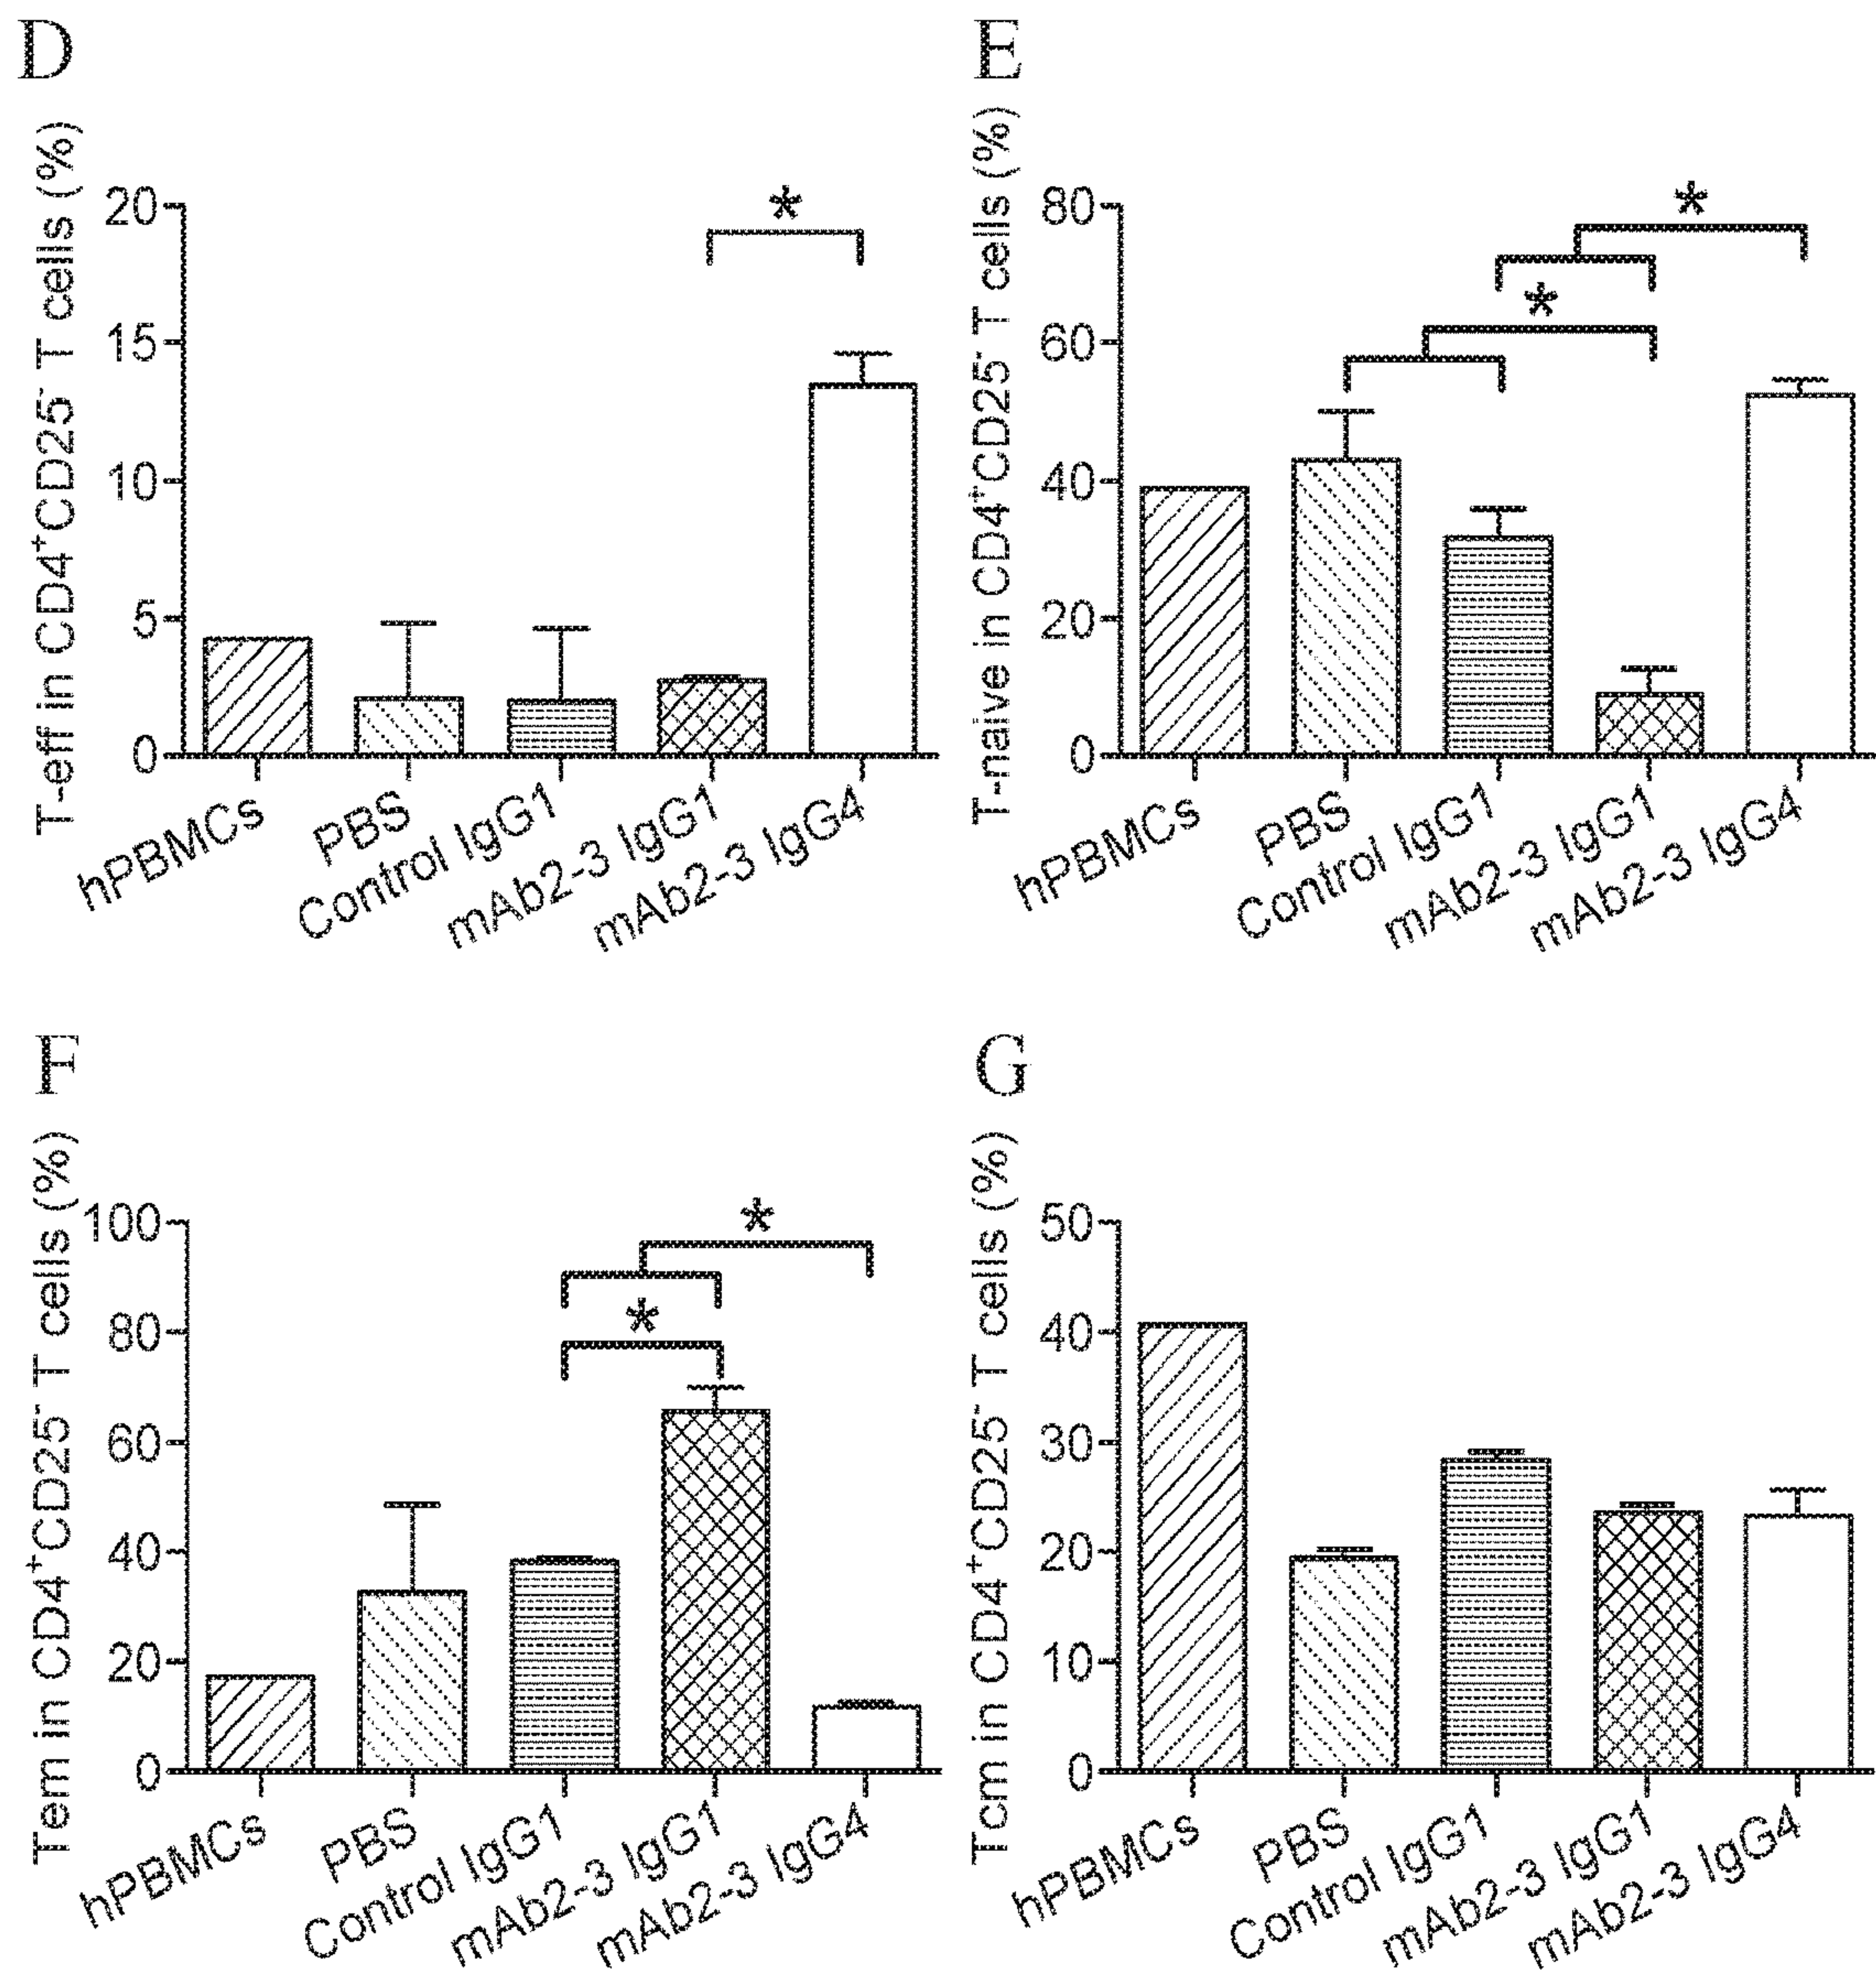 D
T-eff in CD4⁺CD25⁻ T cells (%)
20
15
10
5
0
*
hPBMCs
PBS
Control IgG1
mAb2-3 IgG1
mAb2-3 IgG4
E
T-naive in CD4⁺CD25⁻ T cells (%)
80
60
40
20
0
*
*
hPBMCs
PBS
Control IgG1
mAb2-3 IgG1
mAb2-3 IgG4
F
Tem in CD4⁺CD25⁻ T cells (%)
100
80
60
40
20
0
*
*
hPBMCs
PBS
Control IgG1
mAb2-3 IgG1
mAb2-3 IgG4
G
Tcm in CD4⁺CD25⁻ T cells (%)
50
40
30
20
10
0
hPBMCs
PBS
Control IgG1
mAb2-3 IgG1
mAb2-3 IgG4